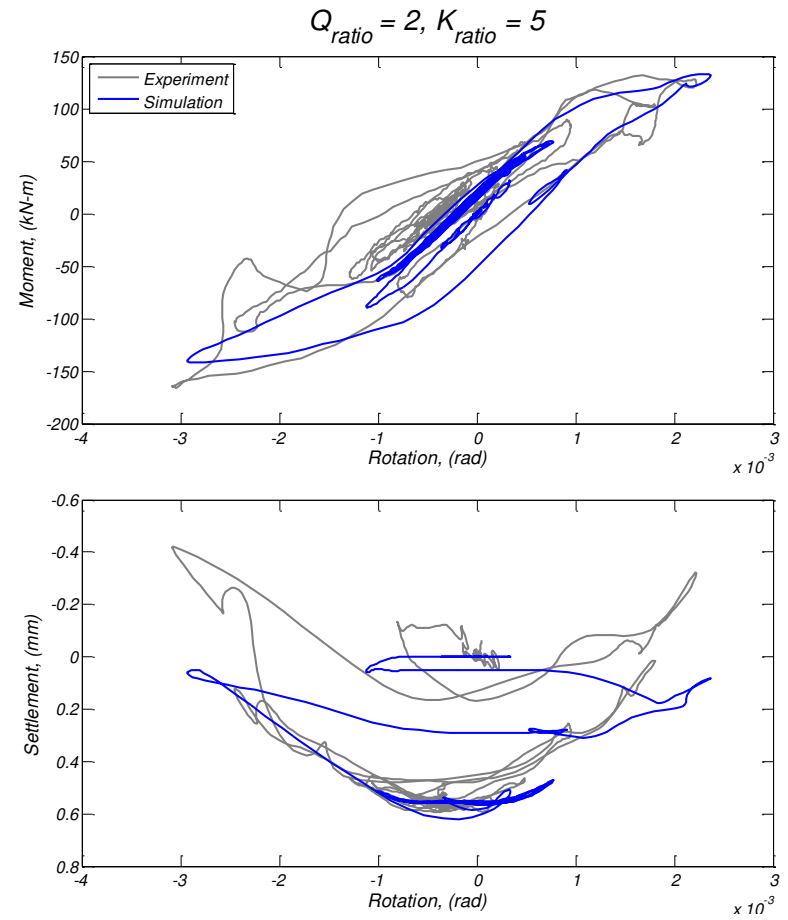 Q_ratio = 2, K_ratio = 5
150
100
50
0
-50
-100
-150
-200
Moment, (kN-m)
Experiment
Simulation
-4 -3 -2 -1 0 1 2 3
x 10^-3
Rotation, (rad)
-0.6
-0.4
-0.2
0
0.2
0.4
0.6
0.8
Settlement, (mm)
-4 -3 -2 -1 0 1 2 3
x 10^-3
Rotation, (rad)